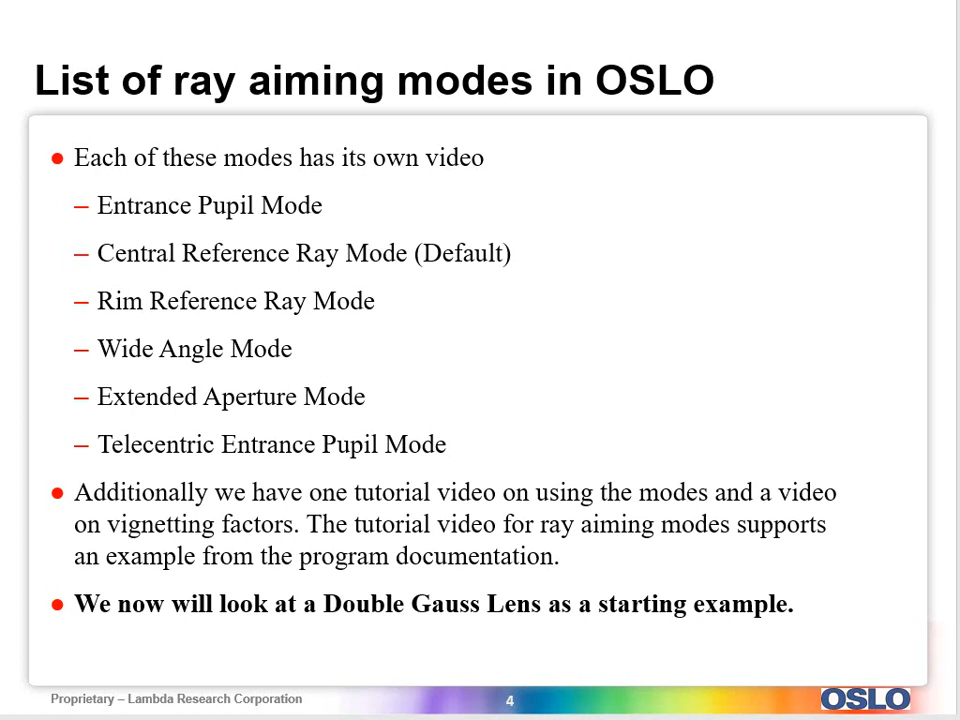 List of ray aiming modes in OSLO
● Each of these modes has its own video
– Entrance Pupil Mode
– Central Reference Ray Mode (Default)
– Rim Reference Ray Mode
– Wide Angle Mode
– Extended Aperture Mode
– Telecentric Entrance Pupil Mode
● Additionally we have one tutorial video on using the modes and a video
on vignetting factors. The tutorial video for ray aiming modes supports
an example from the program documentation.
● We now will look at a Double Gauss Lens as a starting example.
Proprietary – Lambda Research Corporation
4
OSLO